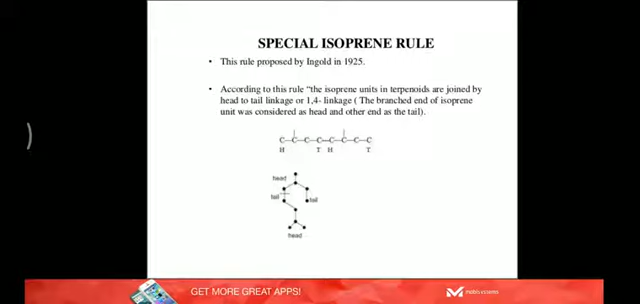 SPECIAL ISOPRENE RULE
• This rule proposed by Ingold in 1925.
• According to this rule "the isoprene units in terpenoids are joined by
head to tail linkage or 1,4- linkage ( The branched end of isoprene
unit was considered as head and other end as the tail).
C—C—C—C—C—C—C—C
H T H T
head
tail
tail
head
GET MORE GREAT APPS!
mobisystems